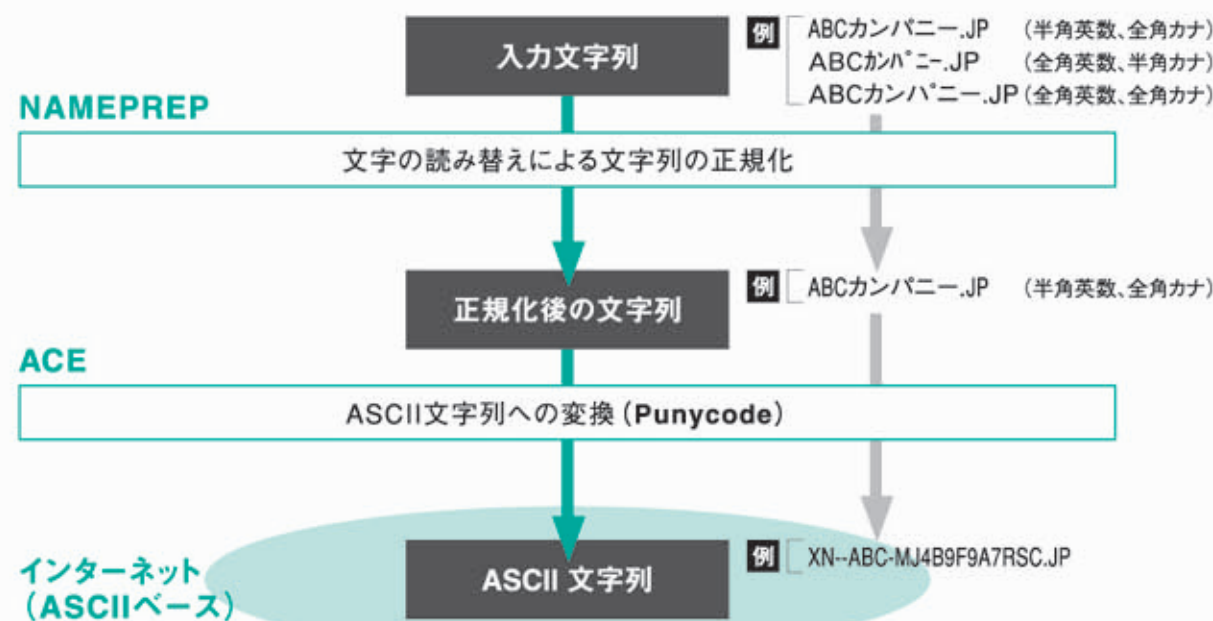 入力文字列
例 ABCカンパニー.JP (半角英数、全角カナ)
ＡＢＣｶﾝﾊﾟﾆｰ.JP (全角英数、半角カナ)
ＡＢＣカンハ゜ニー.JP (全角英数、全角カナ)
NAMEPREP
文字の読み替えによる文字列の正規化
正規化後の文字列
例 ABCカンパニー.JP (半角英数、全角カナ)
ACE
ASCII文字列への変換(Punycode)
ASCII 文字列
例 XN--ABC-MJ4B9F9A7RSC.JP
インターネット
(ASCIIベース)